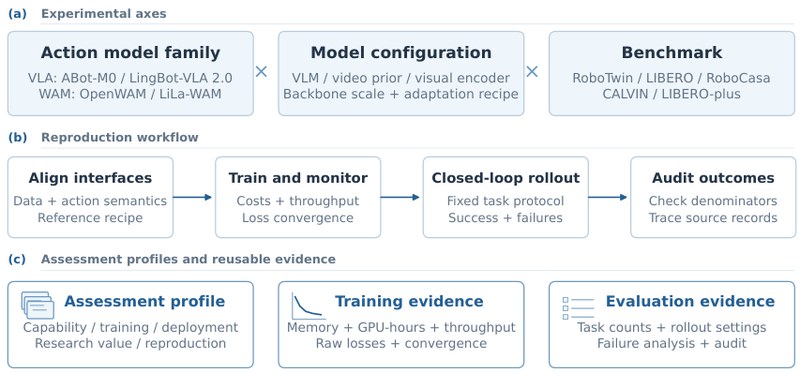 (a) Experimental axes
Action model family
VLA: ABot-M0 / LingBot-VLA 2.0
WAM: OpenWAM / LiLa-WAM
×
Model configuration
VLM / video prior / visual encoder
Backbone scale + adaptation recipe
×
Benchmark
RoboTwin / LIBERO / RoboCasa
CALVIN / LIBERO-plus
(b) Reproduction workflow
Align interfaces
Data + action semantics
Reference recipe
Train and monitor
Costs + throughput
Loss convergence
Closed-loop rollout
Fixed task protocol
Success + failures
Audit outcomes
Check denominators
Trace source records
(c) Assessment profiles and reusable evidence
Assessment profile
Capability / training / deployment
Research value / reproduction
Training evidence
Memory + GPU-hours + throughput
Raw losses + convergence
Evaluation evidence
Task counts + rollout settings
Failure analysis + audit